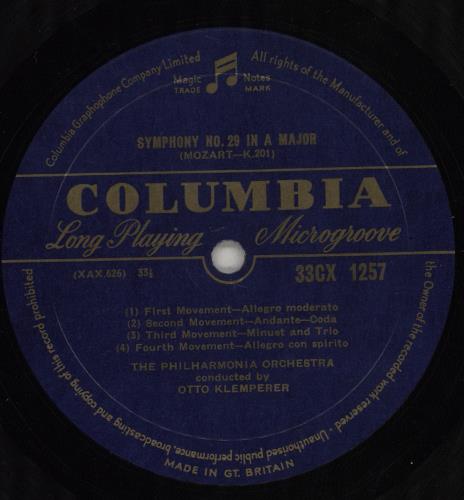 Columbia Graphophone Company Limited
All rights of the Manufacturer and of
the Owner of the recorded work reserved - Unauthorised public performance, broadcasting and copying of this record prohibited
Magic Notes
TRADE MARK
SYMPHONY NO. 29 IN A MAJOR
(MOZART—K.201)
COLUMBIA
Long Playing Microgroove
(XAX.626) 33⅓ 33CX 1257
(1) First Movement—Allegro moderato
(2) Second Movement—Andante—Coda
(3) Third Movement—Minuet and Trio
(4) Fourth Movement—Allegro con spirito
THE PHILHARMONIA ORCHESTRA
conducted by
OTTO KLEMPERER
MADE IN GT. BRITAIN